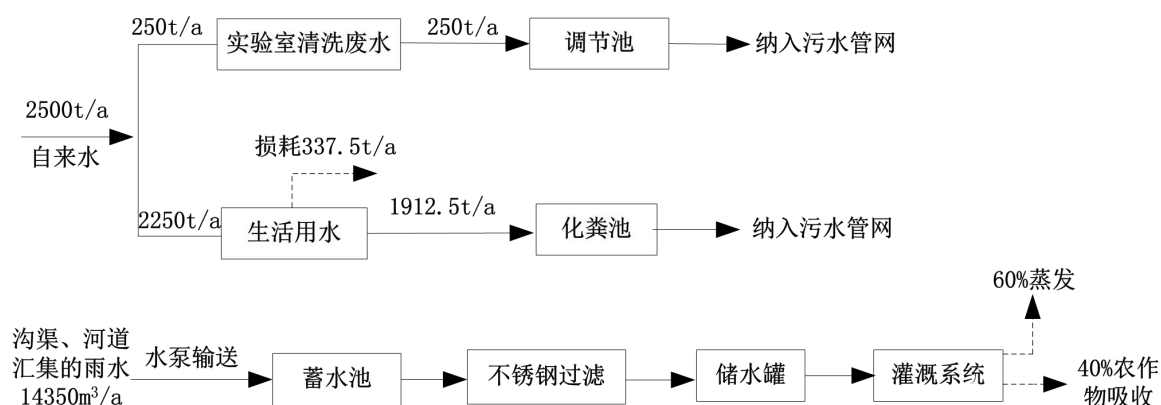 250t/a
实验室清洗废水
250t/a
调节池
纳入污水管网
2500t/a
自来水
损耗337.5t/a
2250t/a
生活用水
1912.5t/a
化粪池
纳入污水管网
60%蒸发
沟渠、河道
汇集的雨水
14350m³/a
水泵输送
蓄水池
不锈钢过滤
储水罐
灌溉系统
40%农作
物吸收